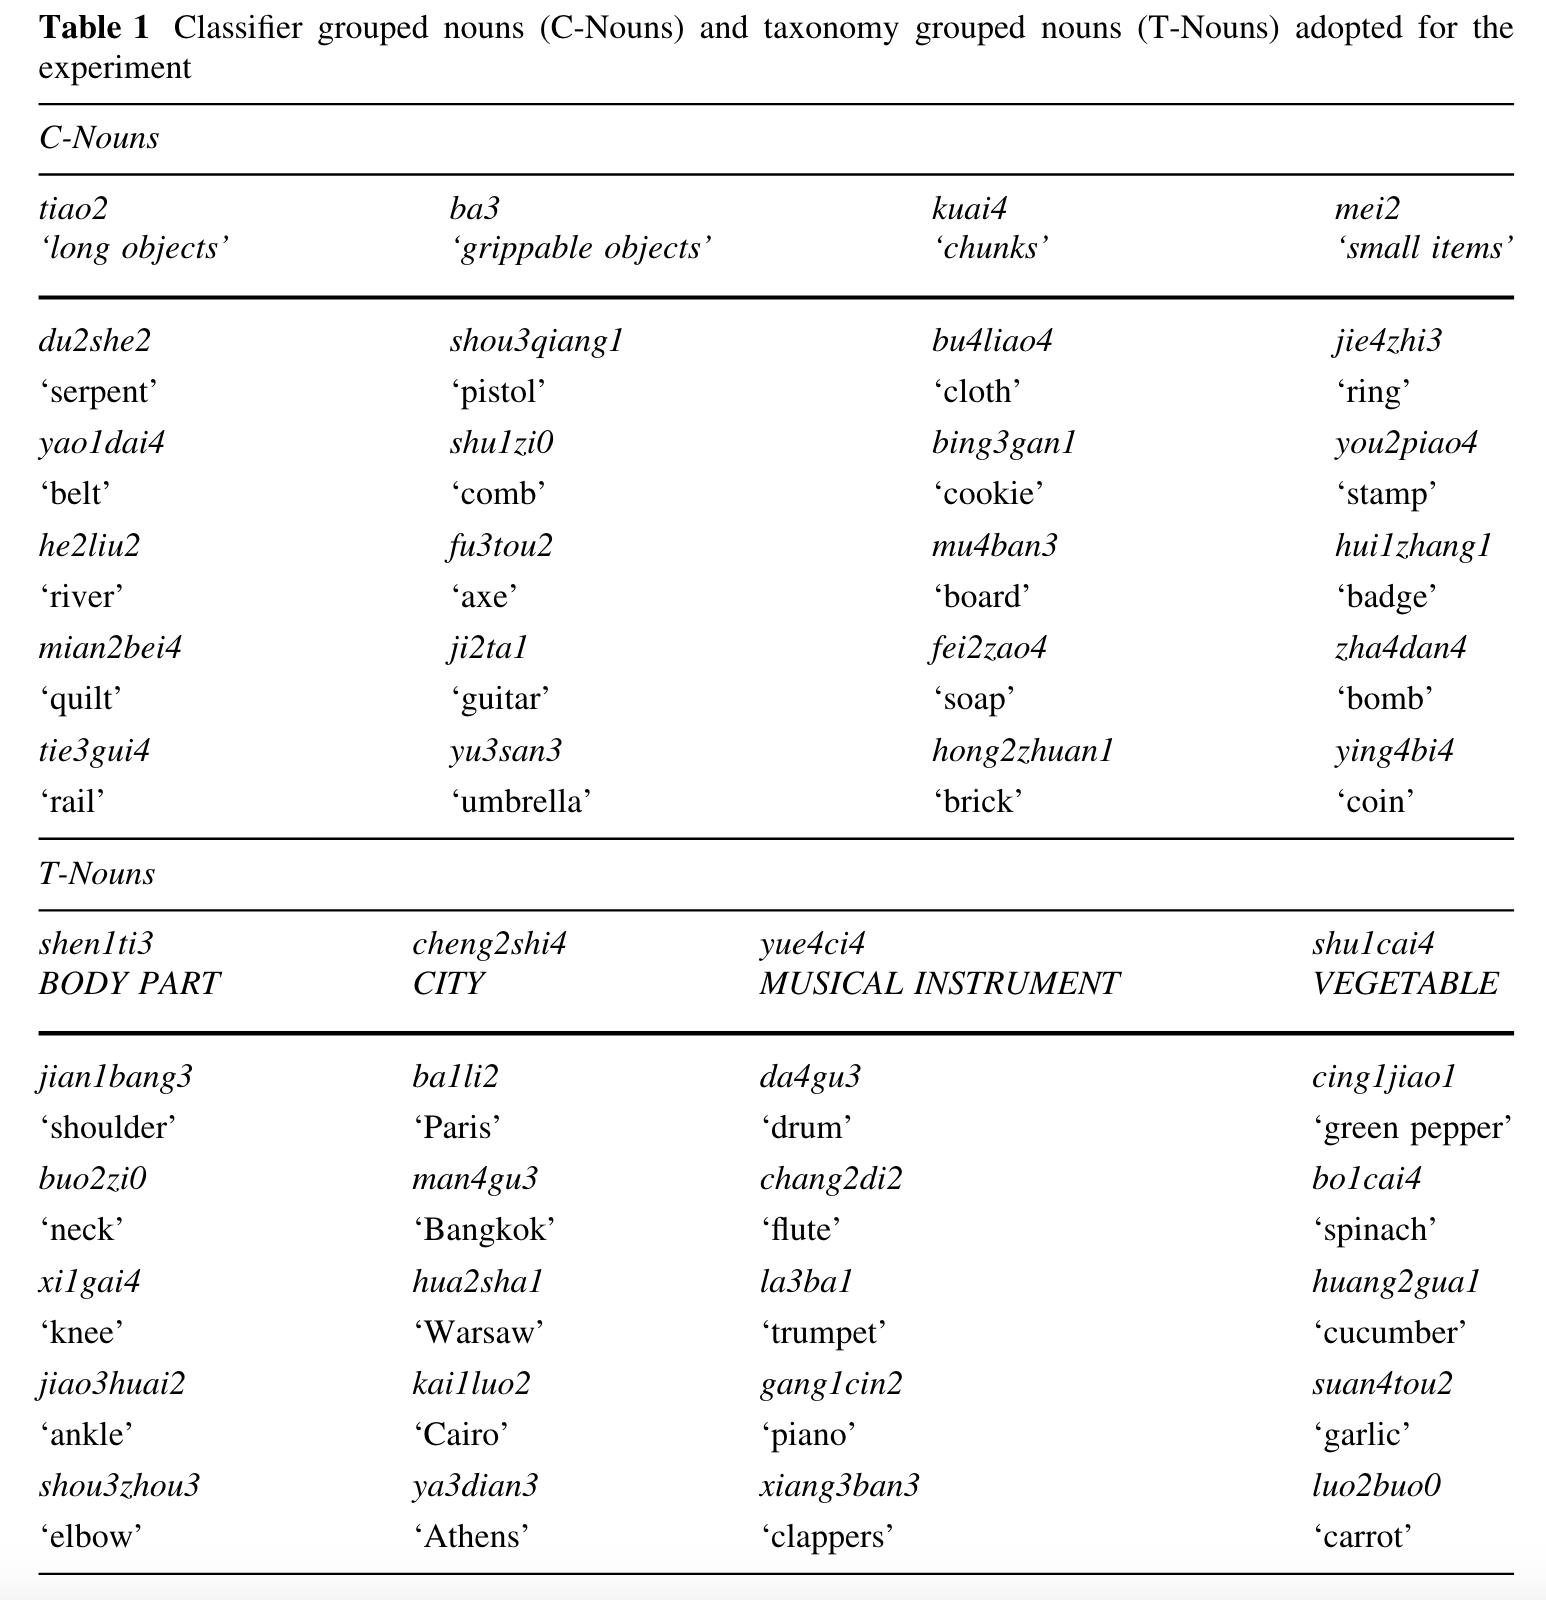 Table 1 Classifier grouped nouns (C-Nouns) and taxonomy grouped nouns (T-Nouns) adopted for the
experiment
C-Nouns
tiao2 ba3 kuai4 mei2
‘long objects’ ‘grippable objects’ ‘chunks’ ‘small items’
du2she2 shou3qiang1 bu4liao4 jie4zhi3
‘serpent’ ‘pistol’ ‘cloth’ ‘ring’
yao1dai4 shu1zi0 bing3gan1 you2piao4
‘belt’ ‘comb’ ‘cookie’ ‘stamp’
he2liu2 fu3tou2 mu4ban3 hui1zhang1
‘river’ ‘axe’ ‘board’ ‘badge’
mian2bei4 ji2ta1 fei2zao4 zha4dan4
‘quilt’ ‘guitar’ ‘soap’ ‘bomb’
tie3gui4 yu3san3 hong2zhuan1 ying4bi4
‘rail’ ‘umbrella’ ‘brick’ ‘coin’
T-Nouns
shen1ti3 cheng2shi4 yue4ci4 shu1cai4
BODY PART CITY MUSICAL INSTRUMENT VEGETABLE
jian1bang3 ba1li2 da4gu3 cing1jiao1
‘shoulder’ ‘Paris’ ‘drum’ ‘green pepper’
buo2zi0 man4gu3 chang2di2 bo1cai4
‘neck’ ‘Bangkok’ ‘flute’ ‘spinach’
xi1gai4 hua2sha1 la3ba1 huang2gua1
‘knee’ ‘Warsaw’ ‘trumpet’ ‘cucumber’
jiao3huai2 kai1luo2 gang1cin2 suan4tou2
‘ankle’ ‘Cairo’ ‘piano’ ‘garlic’
shou3zhou3 ya3dian3 xiang3ban3 luo2buo0
‘elbow’ ‘Athens’ ‘clappers’ ‘carrot’